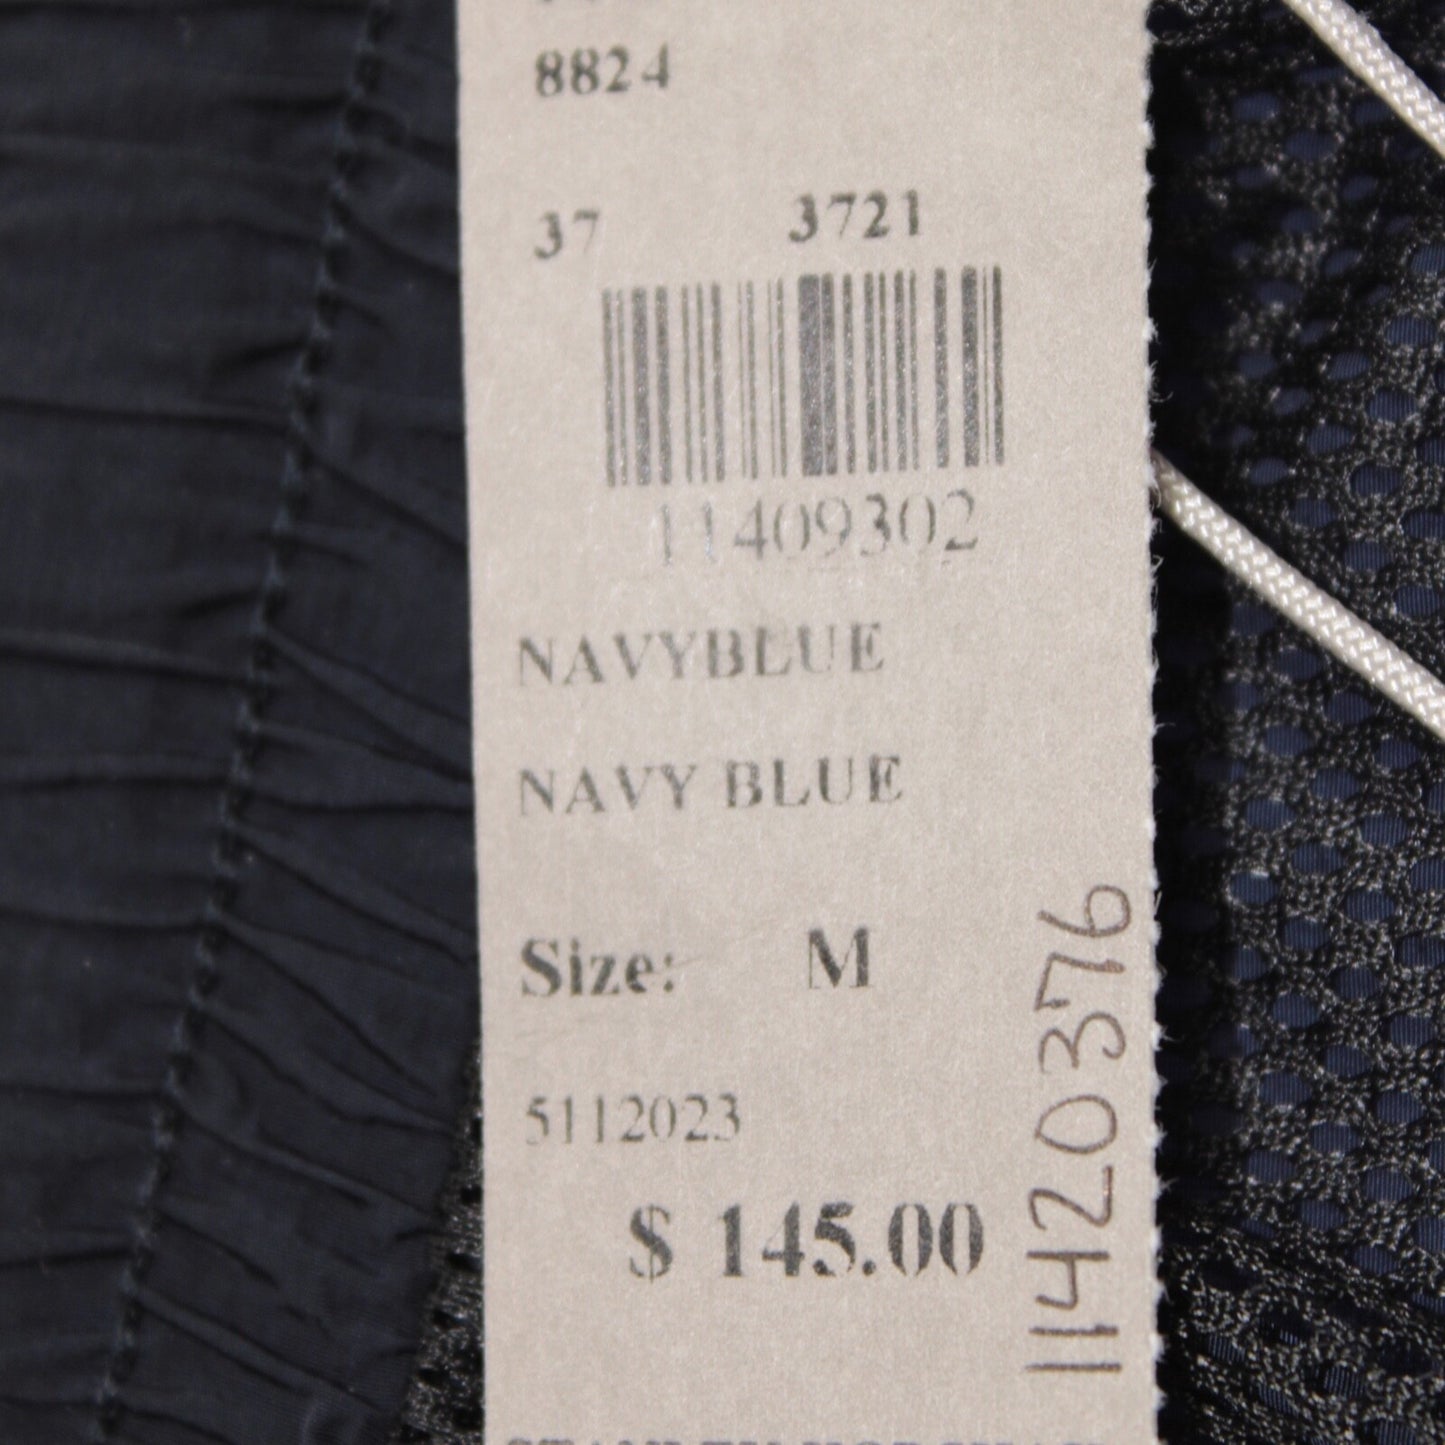 8824
37 3721
11409302
NAVYBLUE
NAVY BLUE
Size: M
5112023
$ 145.00
11420376